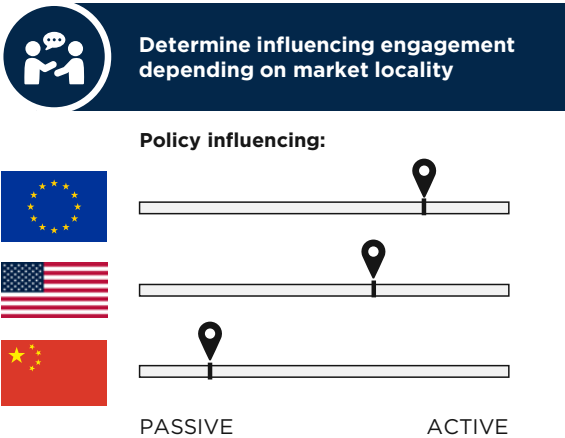 Determine influencing engagement
depending on market locality
Policy influencing:
PASSIVE ACTIVE